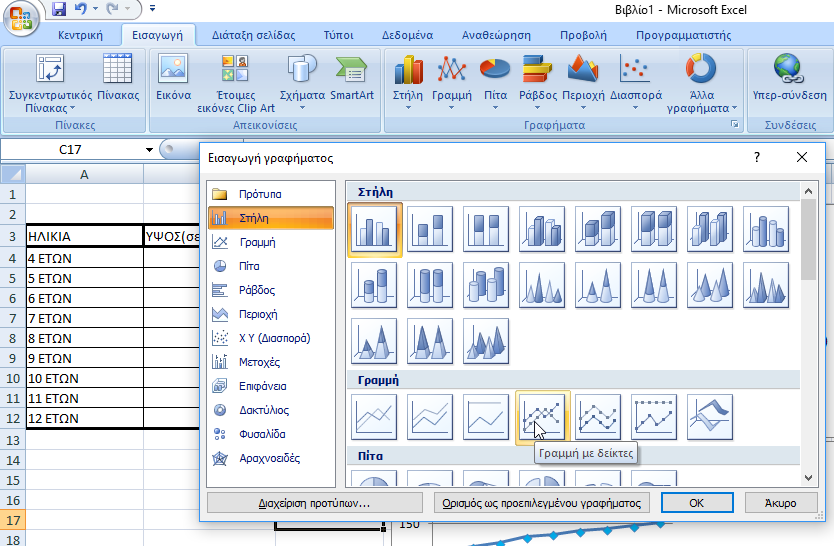 Βιβλίο1 - Microsoft Excel
Κεντρική Εισαγωγή Διάταξη σελίδας Τύποι Δεδομένα Αναθεώρηση Προβολή Προγραμματιστής
Συγκεντρωτικός Πίνακας Πίνακας Εικόνα Έτοιμες εικόνες Clip Art Σχήματα SmartArt Στήλη Γραμμή Πίτα Ράβδος Περιοχή Διασπορά Άλλα γραφήματα Υπερ-σύνδεση
Πίνακες Απεικονίσεις Γραφήματα Συνδέσεις
C17
Εισαγωγή γραφήματος ?
A
1
2
3 ΗΛΙΚΙΑ ΥΨΟΣ(σε
4 4 ΕΤΩΝ
5 5 ΕΤΩΝ
6 6 ΕΤΩΝ
7 7 ΕΤΩΝ
8 8 ΕΤΩΝ
9 9 ΕΤΩΝ
10 10 ΕΤΩΝ
11 11 ΕΤΩΝ
12 12 ΕΤΩΝ
13
14
15
16
17
18
Πρότυπα
Στήλη
Γραμμή
Πίτα
Ράβδος
Περιοχή
Χ Υ (Διασπορά)
Μετοχές
Επιφάνεια
Δακτύλιος
Φυσαλίδα
Αραχνοειδές
Στήλη
Γραμμή
Γραμμή με δείκτες
Πίτα
Διαχείριση προτύπων... Ορισμός ως προεπιλεγμένου γραφήματος OK Άκυρο
150